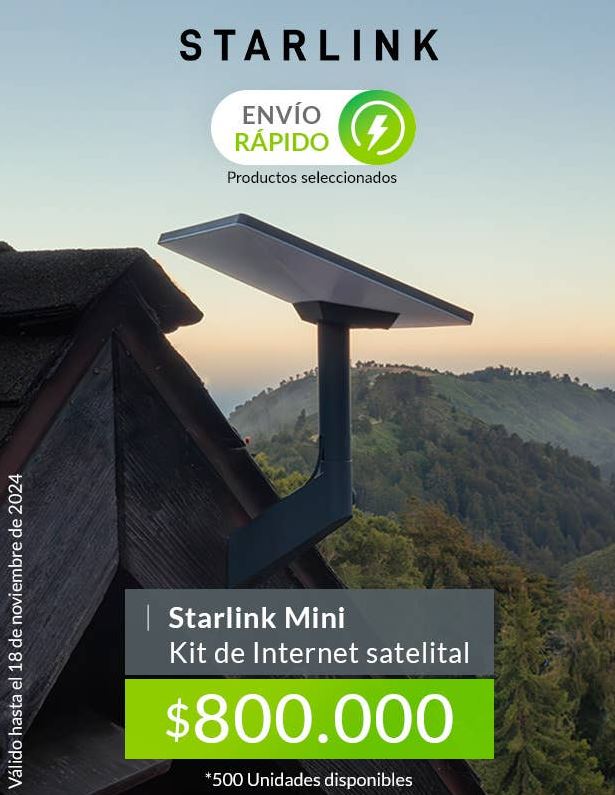 STARLINK
ENVÍO
RÁPIDO
Productos seleccionados
Válido hasta el 18 de noviembre de 2024
Starlink Mini
Kit de Internet satelital
$800.000
*500 Unidades disponibles